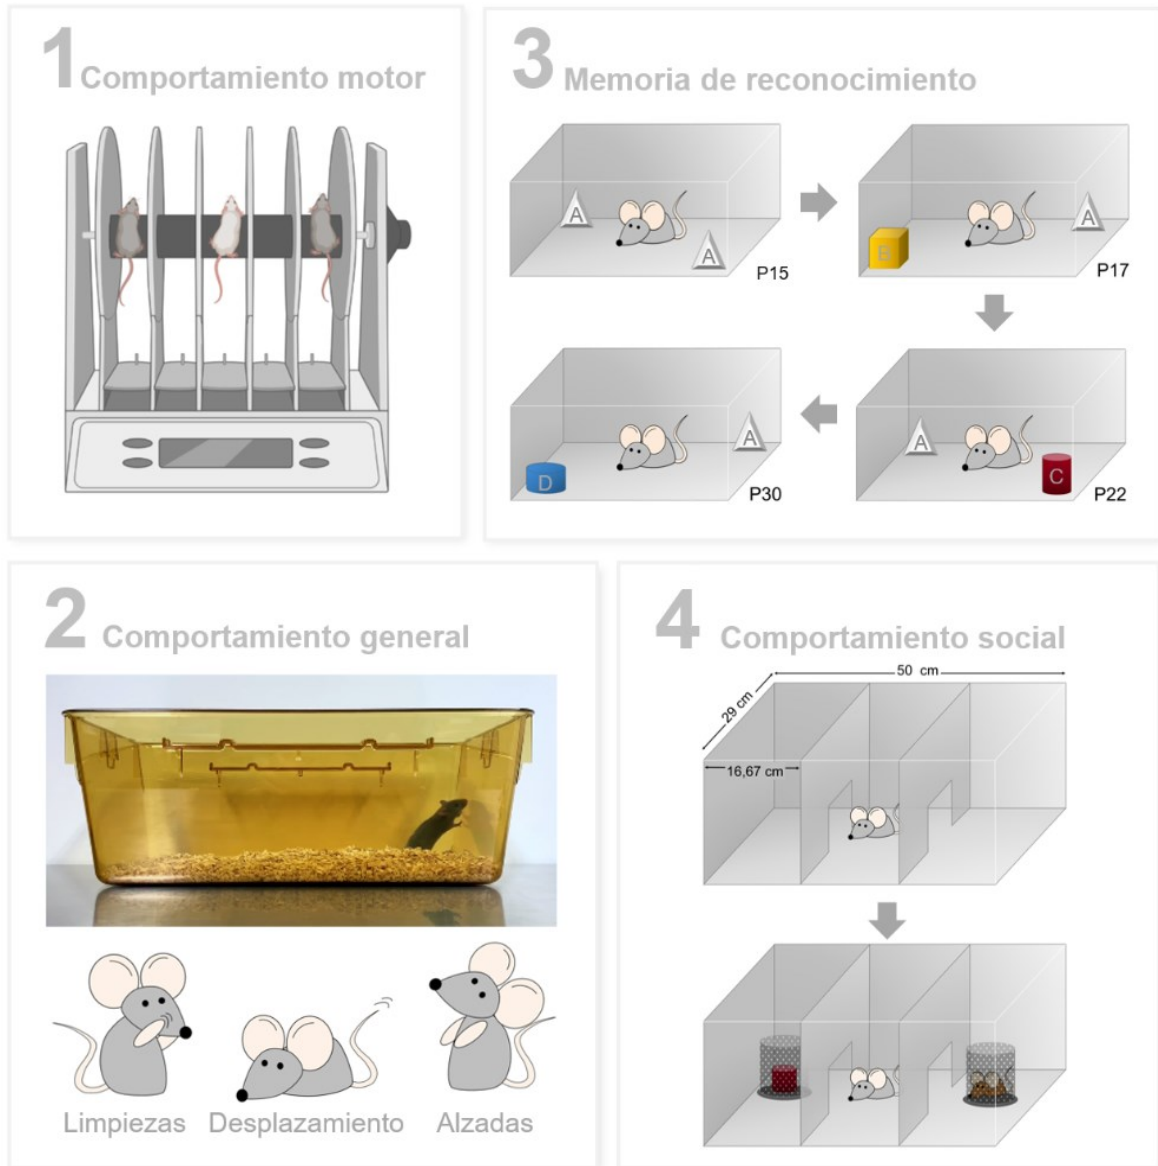 1 Comportamiento motor
3 Memoria de reconocimiento
A
A
P15
B
A
P17
D
A
P30
A
C
P22
2 Comportamiento general
Limpiezas Desplazamiento Alzadas
4 Comportamiento social
50 cm
29 cm
16,67 cm